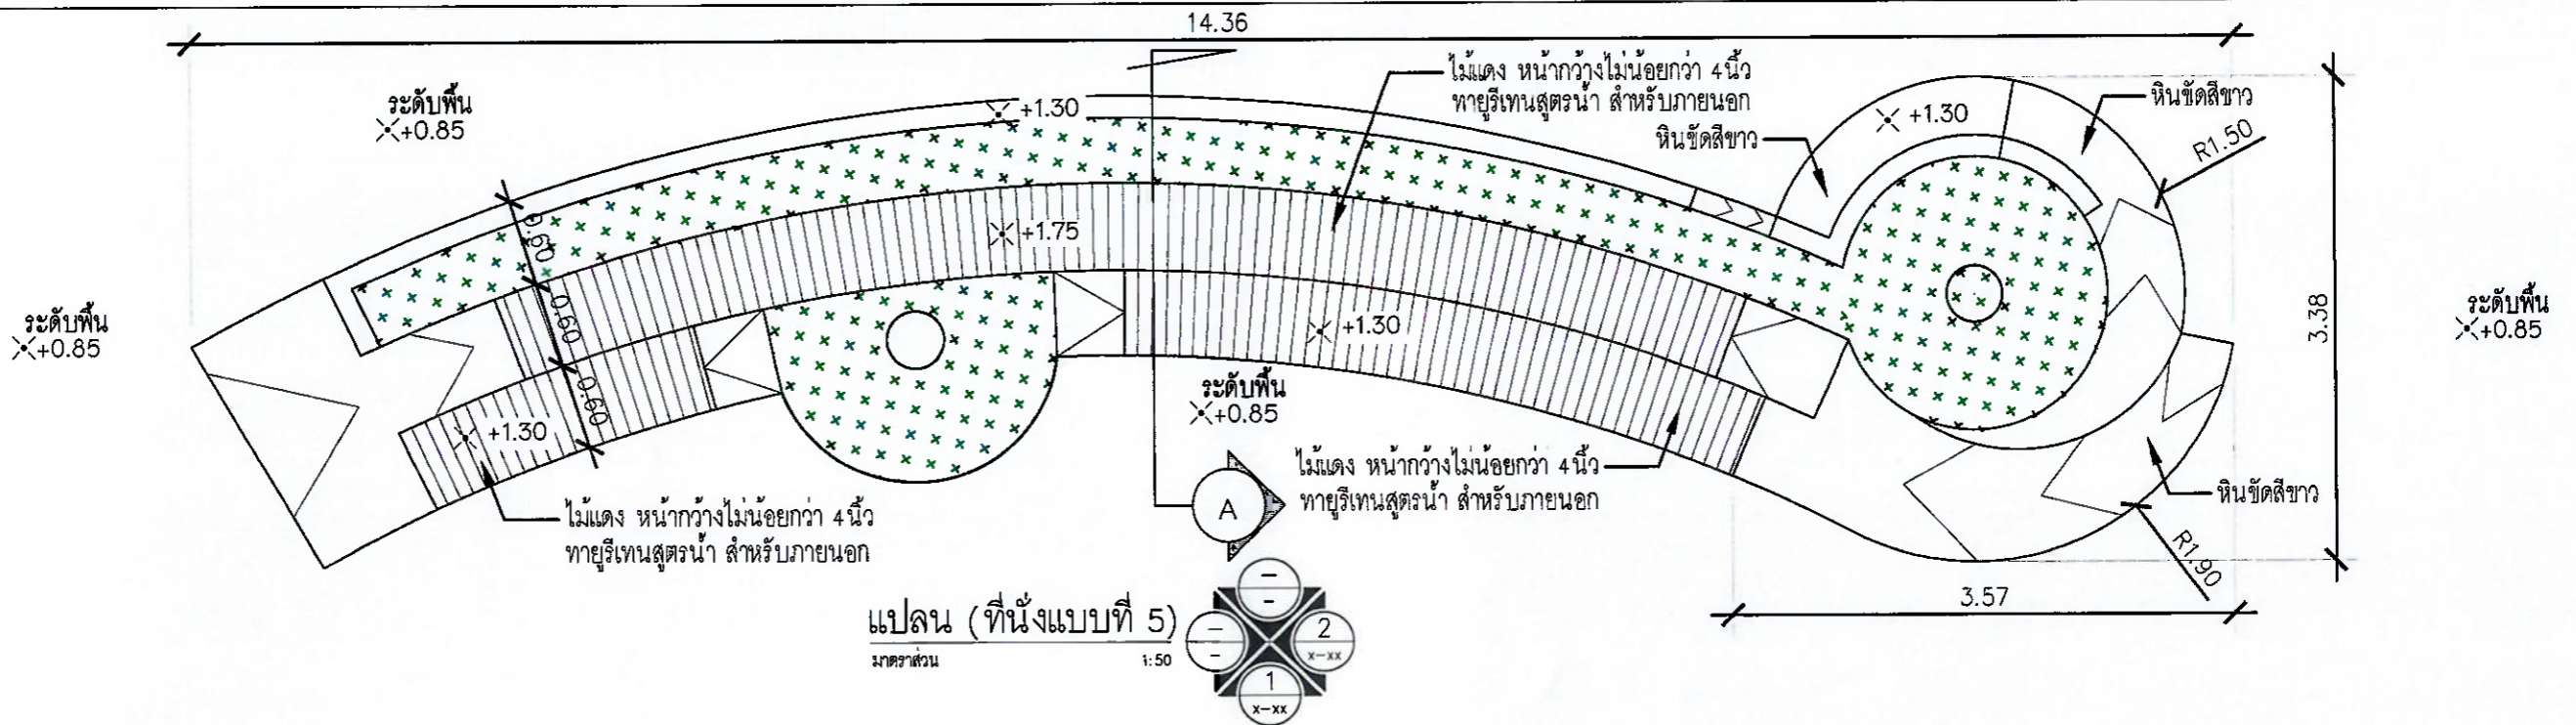 14.36
ระดับพื้น
+0.85
+1.30
ไม้แดง หน้ากว้างไม่น้อยกว่า 4นิ้ว
ทายูรีเทนสูตรน้ำ สำหรับภายนอก
หินขัดสีขาว
+1.30
หินขัดสีขาว
R1.50
0.60
0.60
0.60
+1.75
+1.30
ระดับพื้น
+0.85
3.38
ระดับพื้น
+0.85
ระดับพื้น
+0.85
+1.30
ไม้แดง หน้ากว้างไม่น้อยกว่า 4นิ้ว
ทายูรีเทนสูตรน้ำ สำหรับภายนอก
A
ไม้แดง หน้ากว้างไม่น้อยกว่า 4นิ้ว
ทายูรีเทนสูตรน้ำ สำหรับภายนอก
หินขัดสีขาว
R1.90
3.57
แปลน (ที่นั่งแบบที่ 5)
มาตราส่วน 1:50
-
-
-
-
2
x-xx
1
x-xx